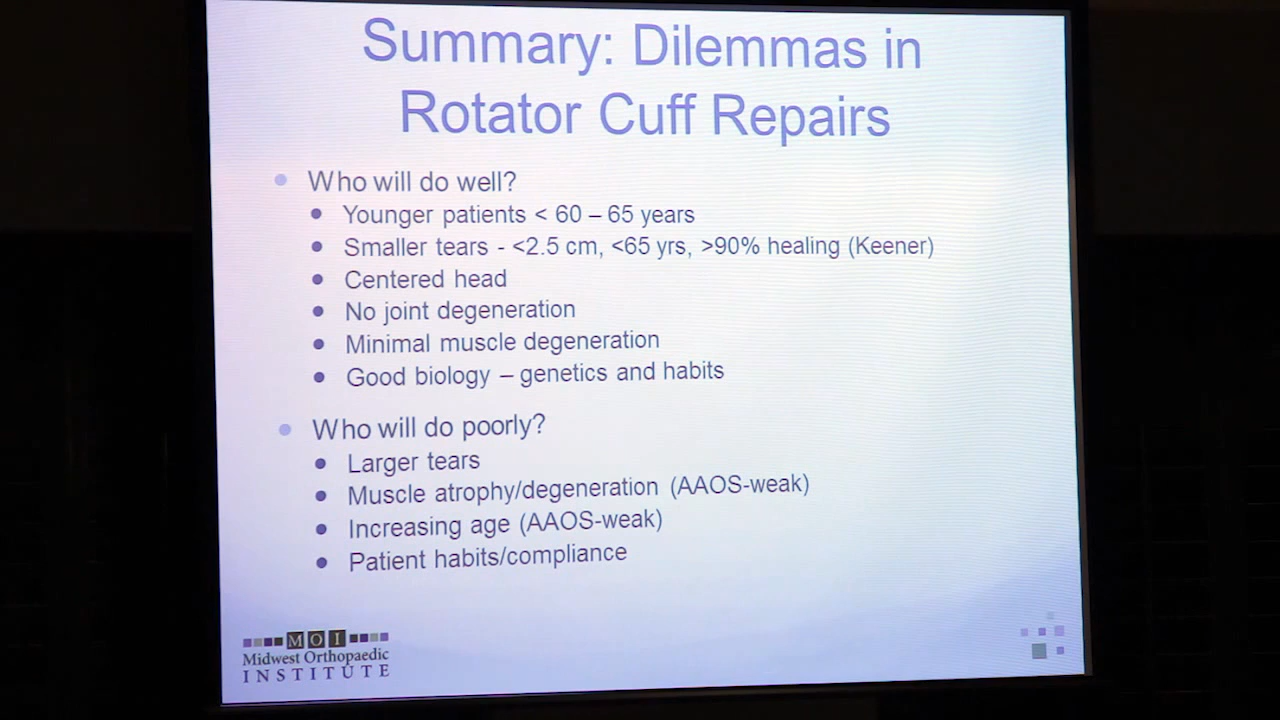 Summary: Dilemmas in
Rotator Cuff Repairs
Who will do well?
Younger patients < 60 – 65 years
Smaller tears - <2.5 cm, <65 yrs, >90% healing (Keener)
Centered head
No joint degeneration
Minimal muscle degeneration
Good biology – genetics and habits
Who will do poorly?
Larger tears
Muscle atrophy/degeneration (AAOS-weak)
Increasing age (AAOS-weak)
Patient habits/compliance
MOI
Midwest Orthopaedic
INSTITUTE